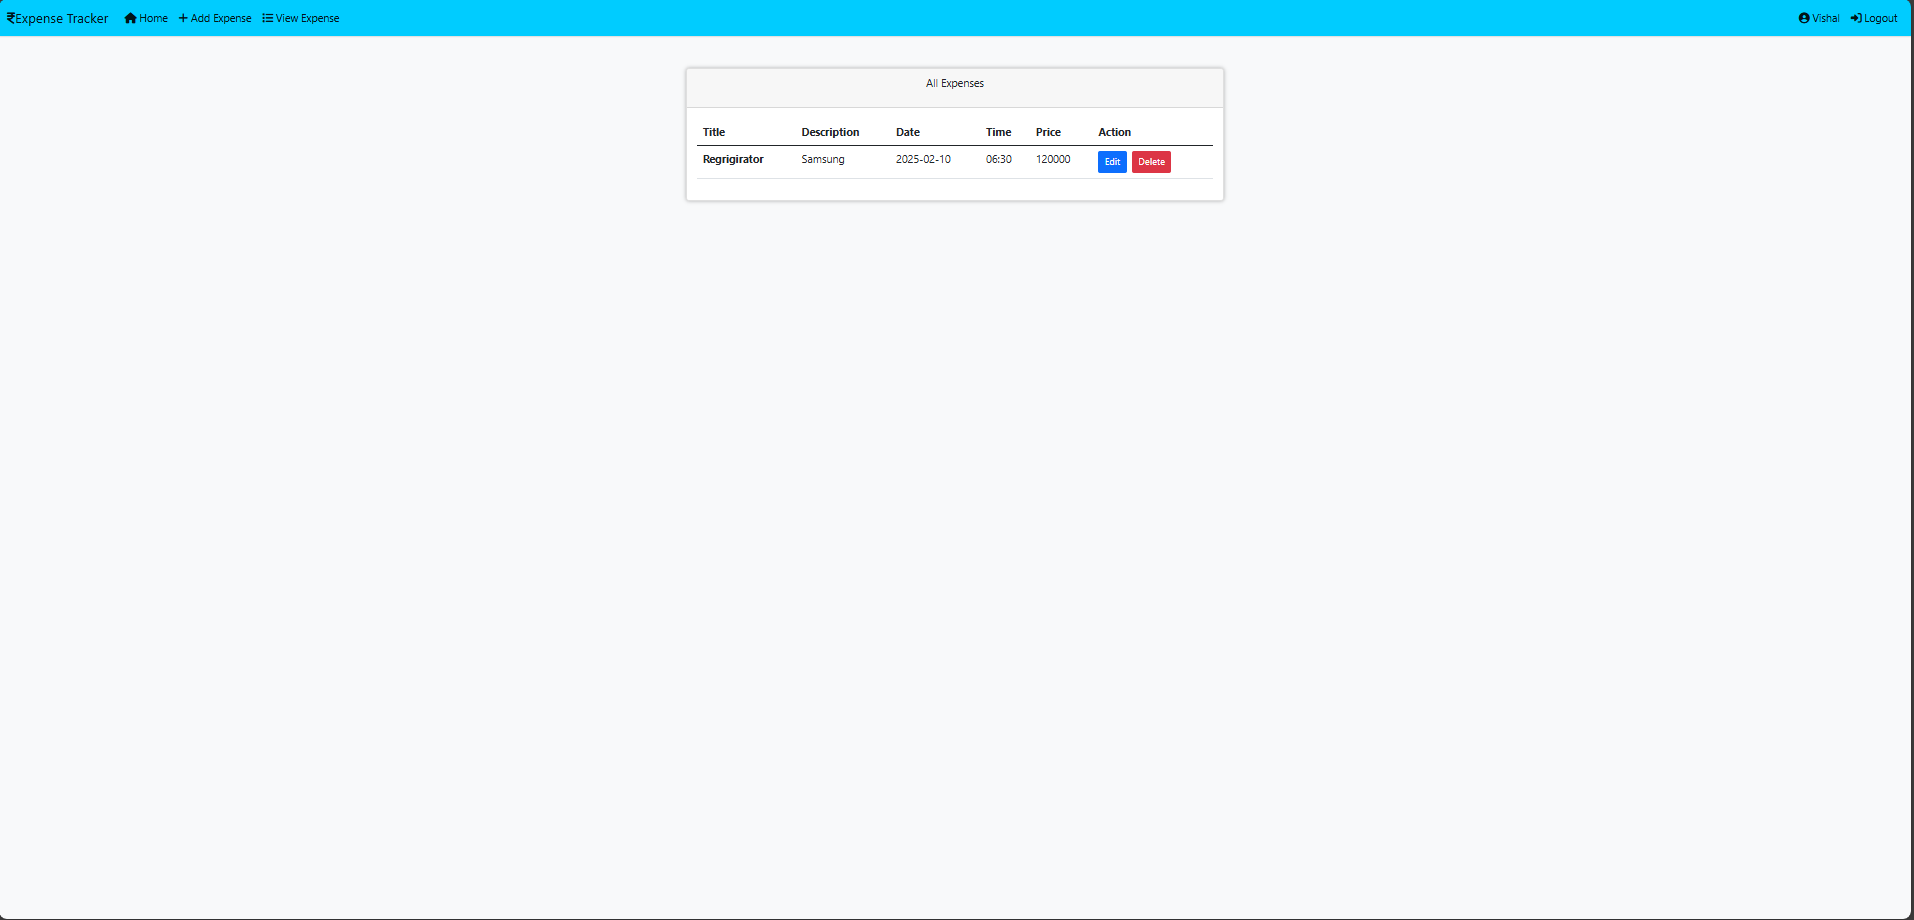 ₹Expense Tracker Home Add Expense View Expense Vishal Logout
All Expenses
Title Description Date Time Price Action
Regrigirator Samsung 2025-02-10 06:30 120000 Edit Delete